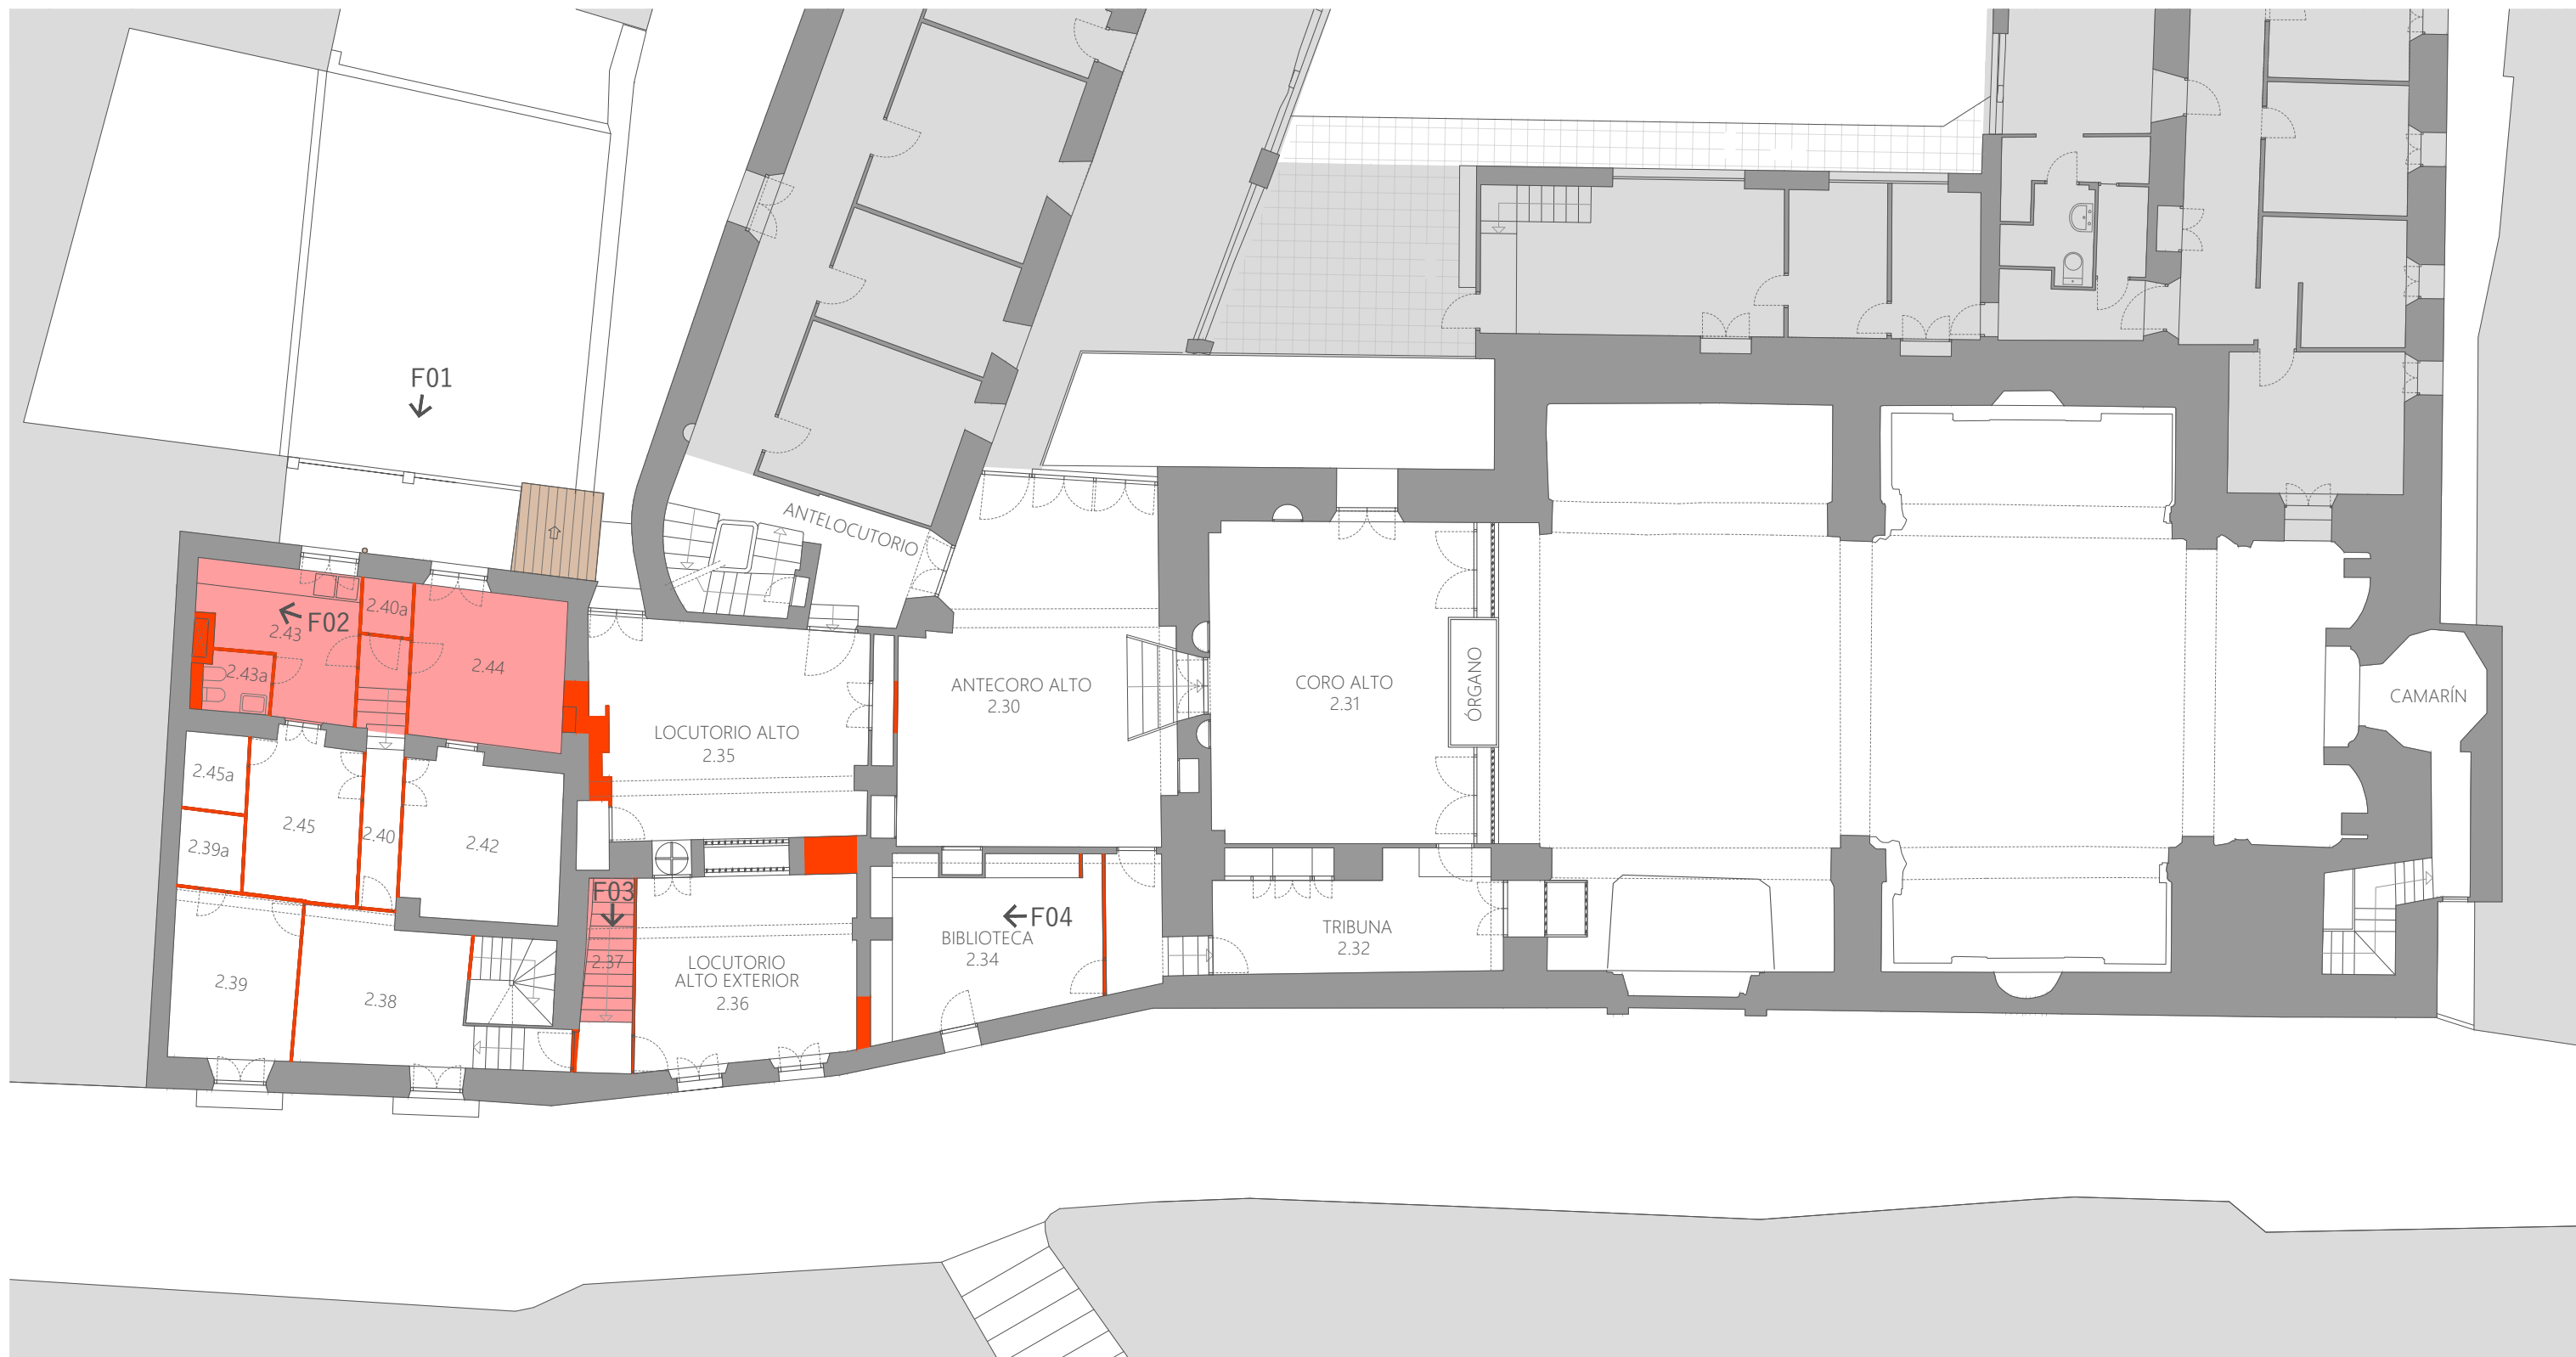 F01
ANTELOCUTORIO
2.40a
F02
2.43
2.43a
2.44
LOCUTORIO ALTO
2.35
ANTECORO ALTO
2.30
CORO ALTO
2.31
ÓRGANO
CAMARÍN
2.45a
2.45
2.40
2.42
2.39a
F03
2.37
F04
BIBLIOTECA
2.34
TRIBUNA
2.32
LOCUTORIO
ALTO EXTERIOR
2.36
2.39
2.38